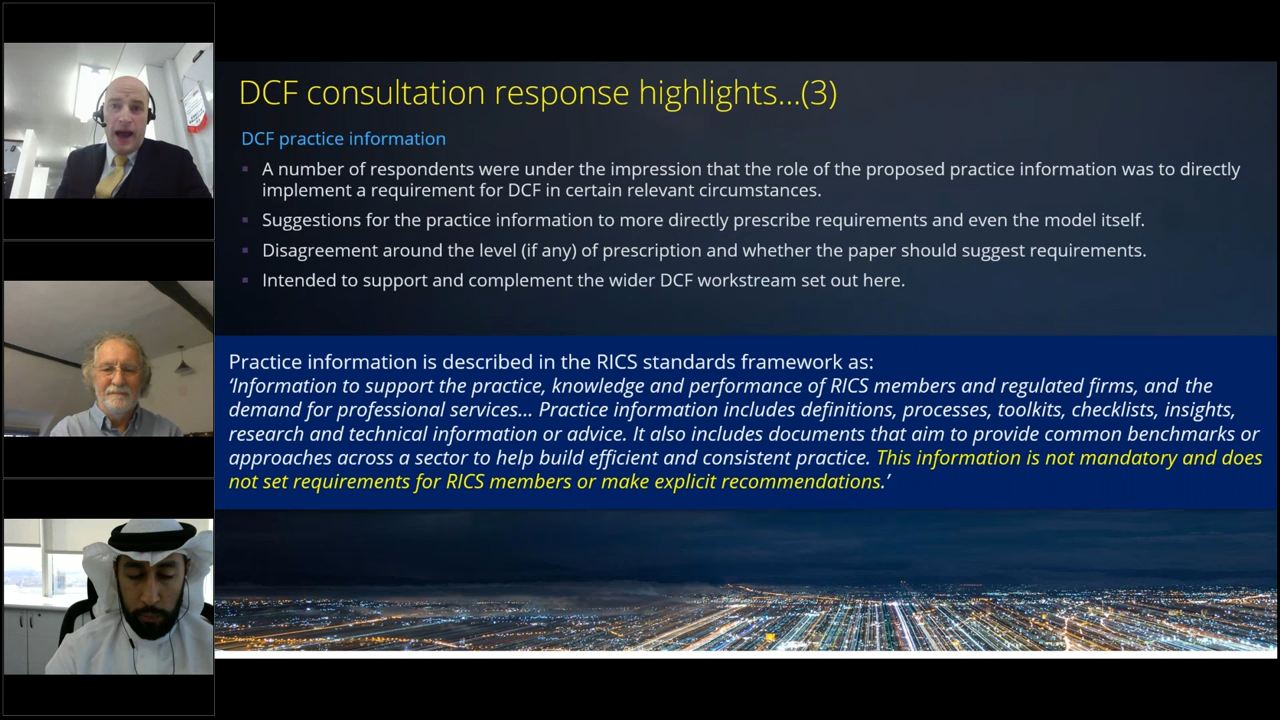 DCF consultation response highlights...(3)
DCF practice information
A number of respondents were under the impression that the role of the proposed practice information was to directly
implement a requirement for DCF in certain relevant circumstances.
Suggestions for the practice information to more directly prescribe requirements and even the model itself.
Disagreement around the level (if any) of prescription and whether the paper should suggest requirements.
Intended to support and complement the wider DCF workstream set out here.
Practice information is described in the RICS standards framework as:
‘Information to support the practice, knowledge and performance of RICS members and regulated firms, and the
demand for professional services... Practice information includes definitions, processes, toolkits, checklists, insights,
research and technical information or advice. It also includes documents that aim to provide common benchmarks or
approaches across a sector to help build efficient and consistent practice. This information is not mandatory and does
not set requirements for RICS members or make explicit recommendations.’